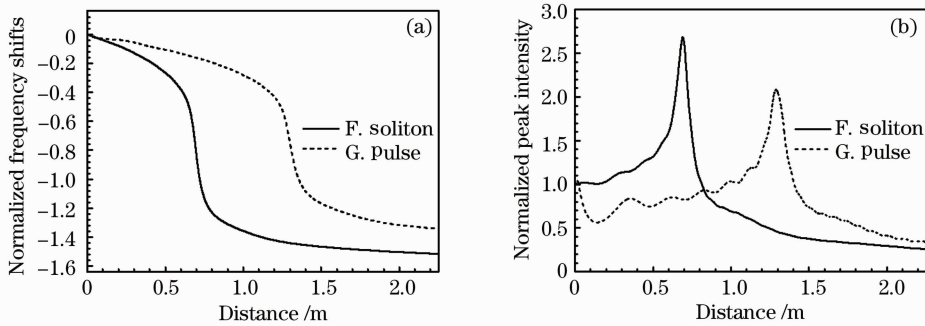 (a)
Normalized frequency shifts
0
−0.2
−0.4
−0.6
−0.8
−1.0
−1.2
−1.4
−1.6
F. soliton
G. pulse
0
0.5
1.0
1.5
2.0
Distance /m
(b)
Normalized peak intensity
3.0
2.5
2.0
1.5
1.0
0.5
0
F. soliton
G. pulse
0
0.5
1.0
1.5
2.0
Distance /m